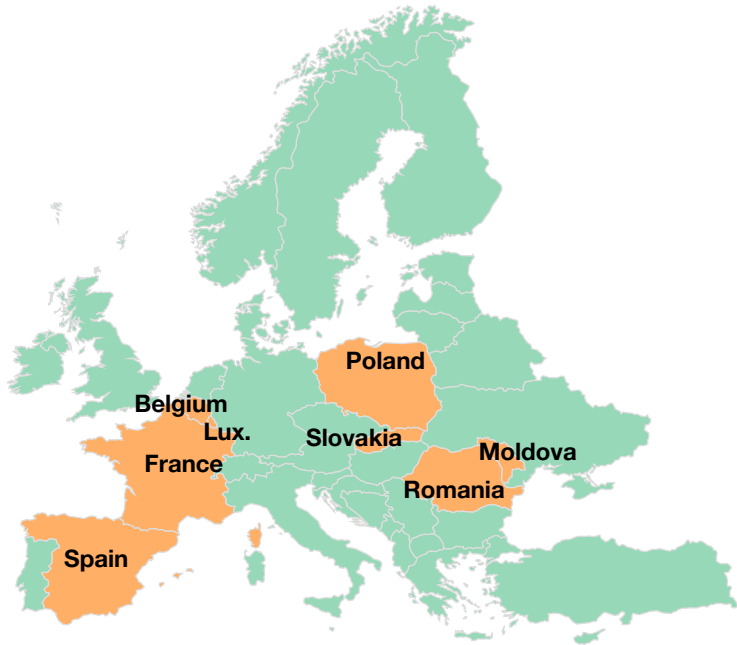 Poland
Belgium
Lux.
Slovakia
Moldova
France
Romania
Spain